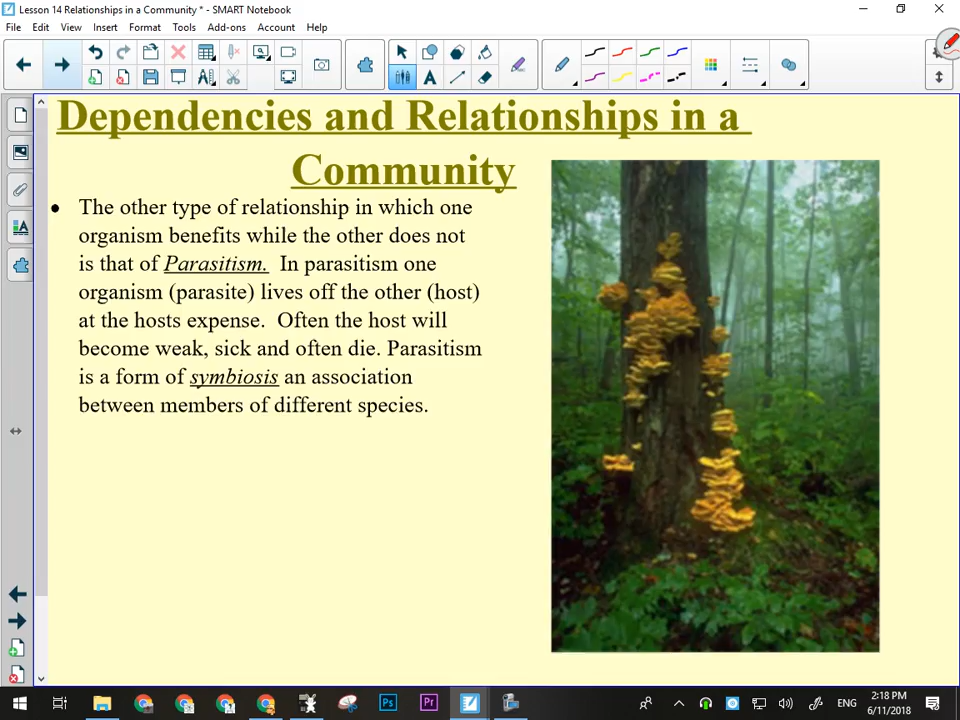 Lesson 14 Relationships in a Community * - SMART Notebook
File Edit View Insert Format Tools Add-ons Account Help
Dependencies and Relationships in a
Community
• The other type of relationship in which one
organism benefits while the other does not
is that of Parasitism. In parasitism one
organism (parasite) lives off the other (host)
at the hosts expense. Often the host will
become weak, sick and often die. Parasitism
is a form of symbiosis an association
between members of different species.
Ps Pr
ENG
2:18 PM
6/11/2018